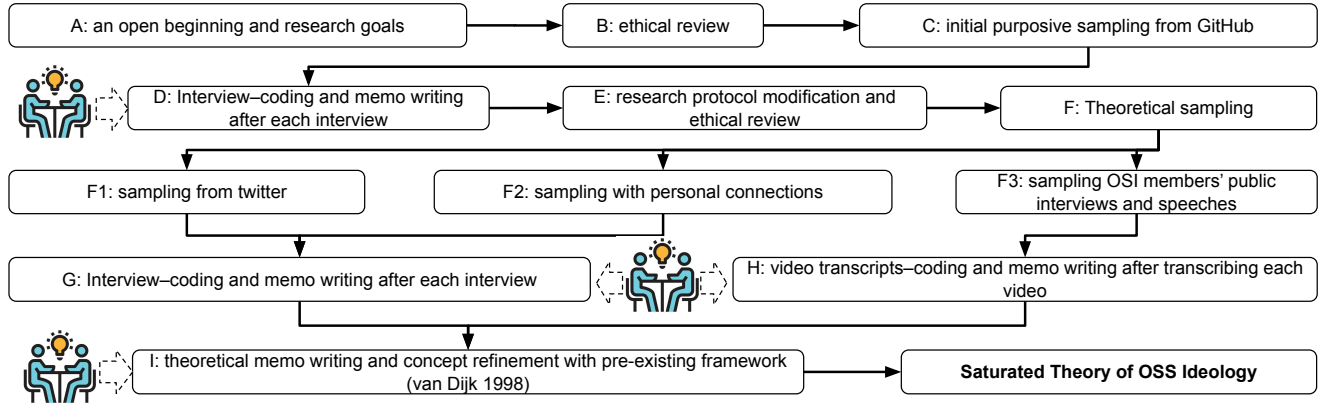 A: an open beginning and research goals
B: ethical review
C: initial purposive sampling from GitHub
D: Interview–coding and memo writing
after each interview
E: research protocol modification and
ethical review
F: Theoretical sampling
F1: sampling from twitter
F2: sampling with personal connections
F3: sampling OSI members’ public
interviews and speeches
G: Interview–coding and memo writing after each interview
H: video transcripts–coding and memo writing after transcribing each
video
I: theoretical memo writing and concept refinement with pre-existing framework
(van Dijk 1998)
Saturated Theory of OSS Ideology